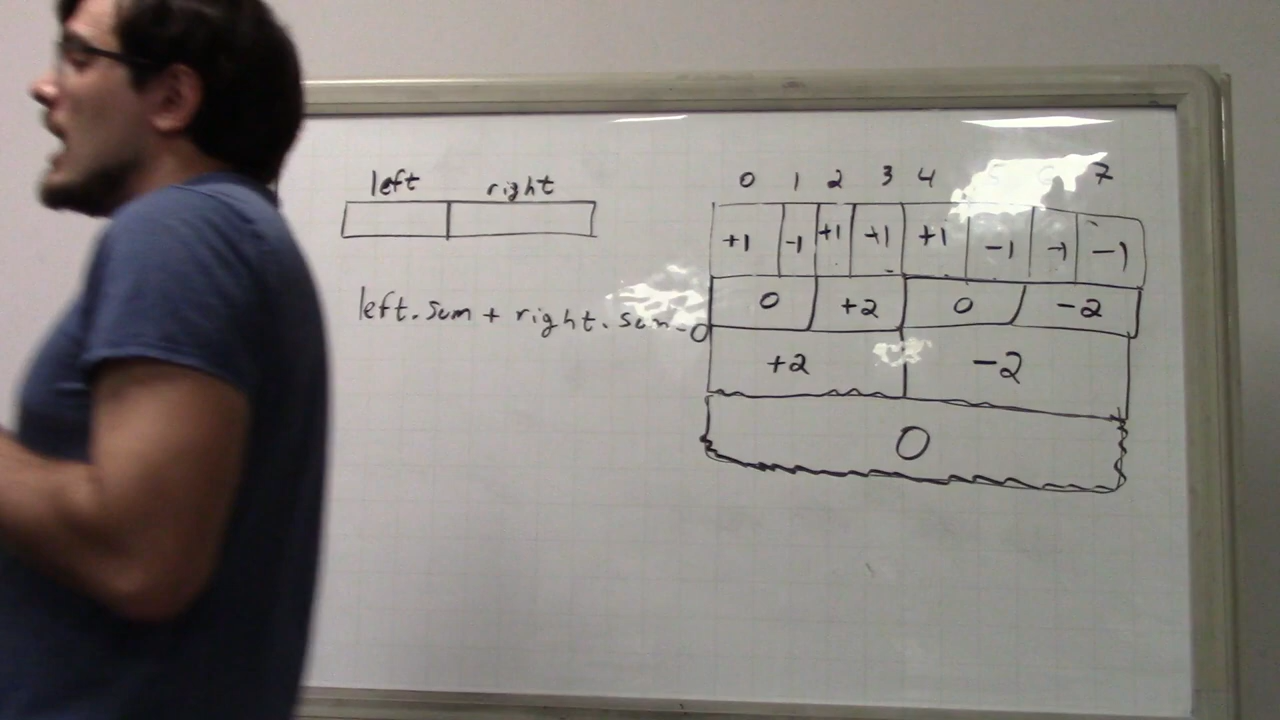 left right
left.sum + right.sum = 0
0 1 2 3 4 7
+1 -1 +1 +1 +1 -1 -1 -1
0 +2 0 -2
+2 -2
0